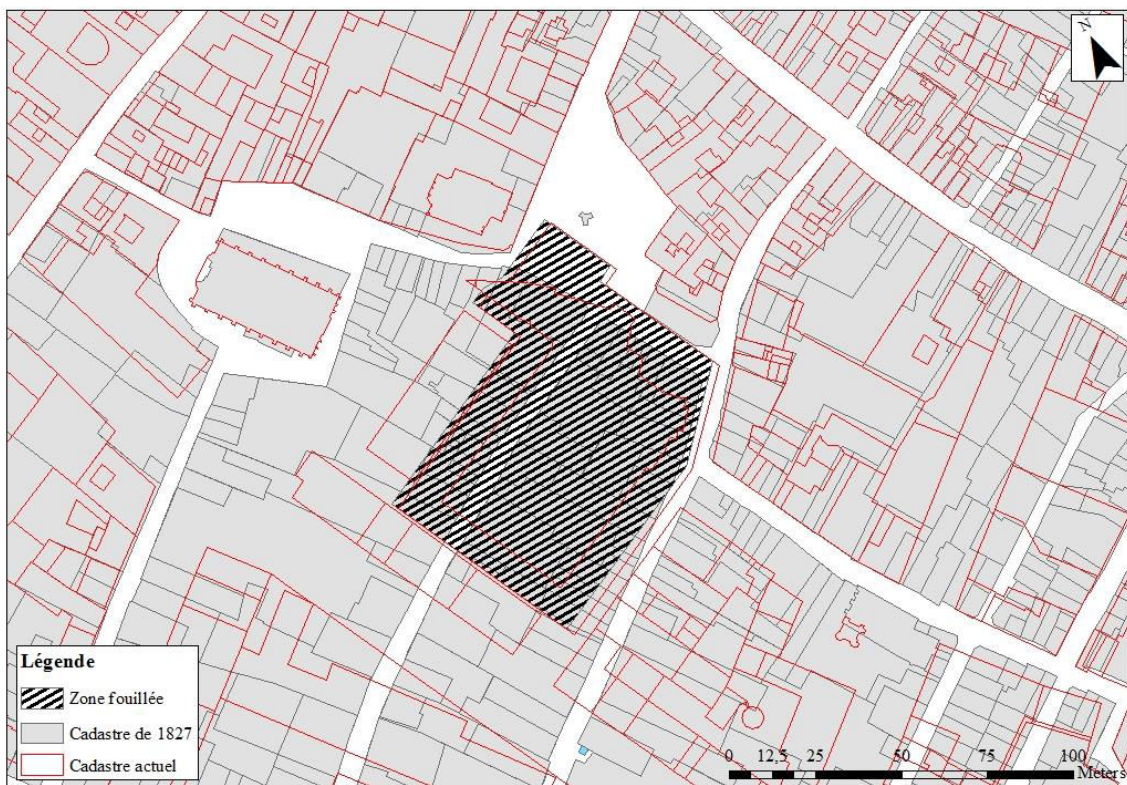 N
Légende
Zone fouillée
Cadastre de 1827
Cadastre actuel
0 12,5 25 50 75 100
Meters